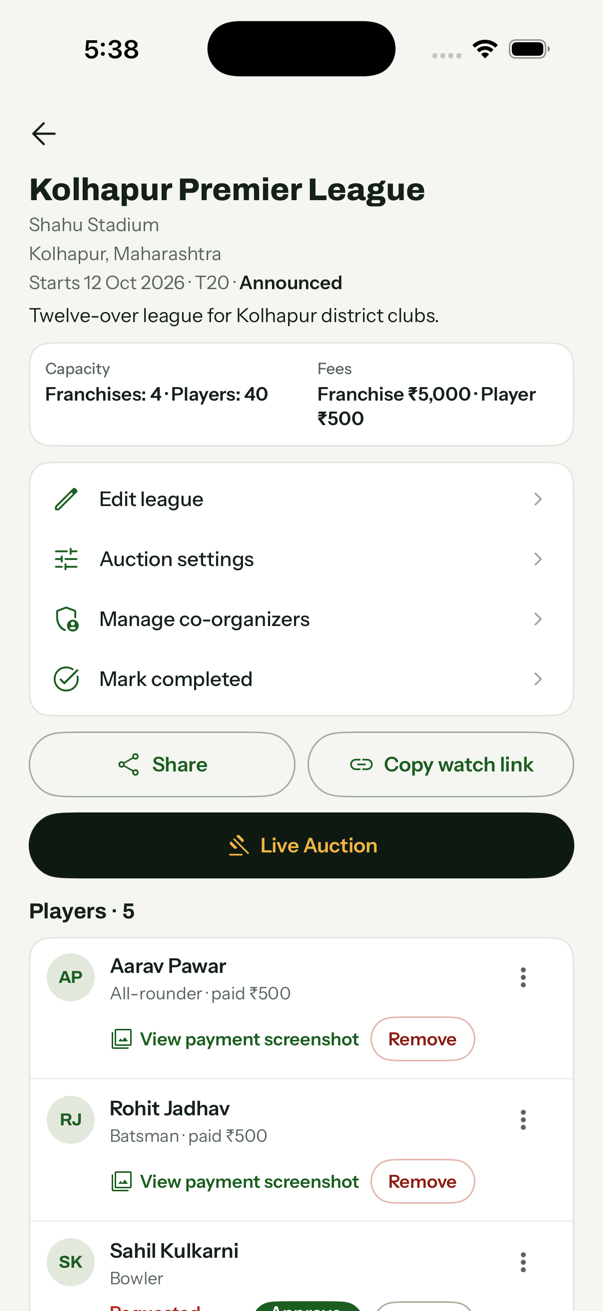 5:38
Kolhapur Premier League
Shahu Stadium
Kolhapur, Maharashtra
Starts 12 Oct 2026 · T20 · Announced
Twelve-over league for Kolhapur district clubs.
Capacity
Franchises: 4 · Players: 40
Fees
Franchise ₹5,000 · Player
₹500
Edit league
Auction settings
Manage co-organizers
Mark completed
Share
Copy watch link
Live Auction
Players · 5
AP
Aarav Pawar
All-rounder · paid ₹500
View payment screenshot
Remove
RJ
Rohit Jadhav
Batsman · paid ₹500
View payment screenshot
Remove
SK
Sahil Kulkarni
Bowler
Requested
Approve